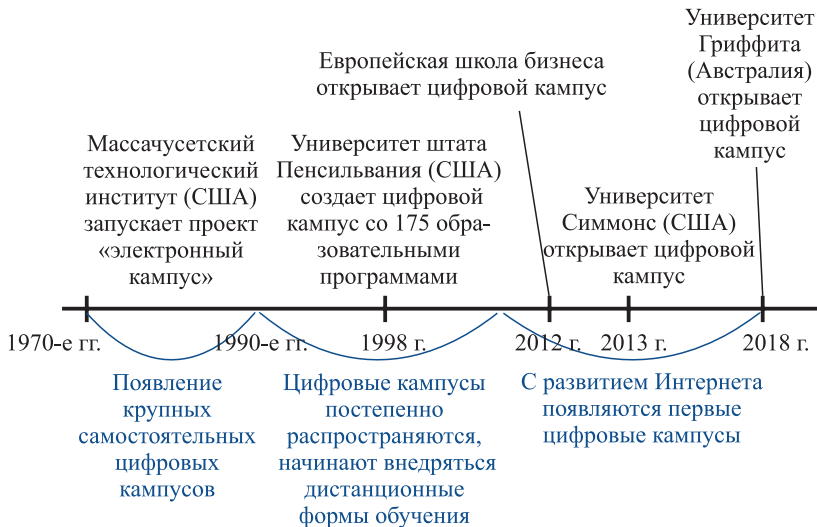 Университет
Гриффита
(Австралия)
открывает
цифровой
кампус
Европейская школа бизнеса
открывает цифровой кампус
Массачусетский
технологический
институт (США)
запускает проект
«электронный
кампус»
Университет штата
Пенсильвания (США)
создает цифровой
кампус со 175 обра-
зовательными
программами
Университет
Симмонс (США)
открывает цифровой
кампус
1970-е гг.
1990-е гг.
1998 г.
2012 г.
2013 г.
2018 г.
Появление
крупных
самостоятельных
цифровых
кампусов
Цифровые кампусы
постепенно
распространяются,
начинают внедряться
дистанционные
формы обучения
С развитием Интернета
появляются первые
цифровые кампусы